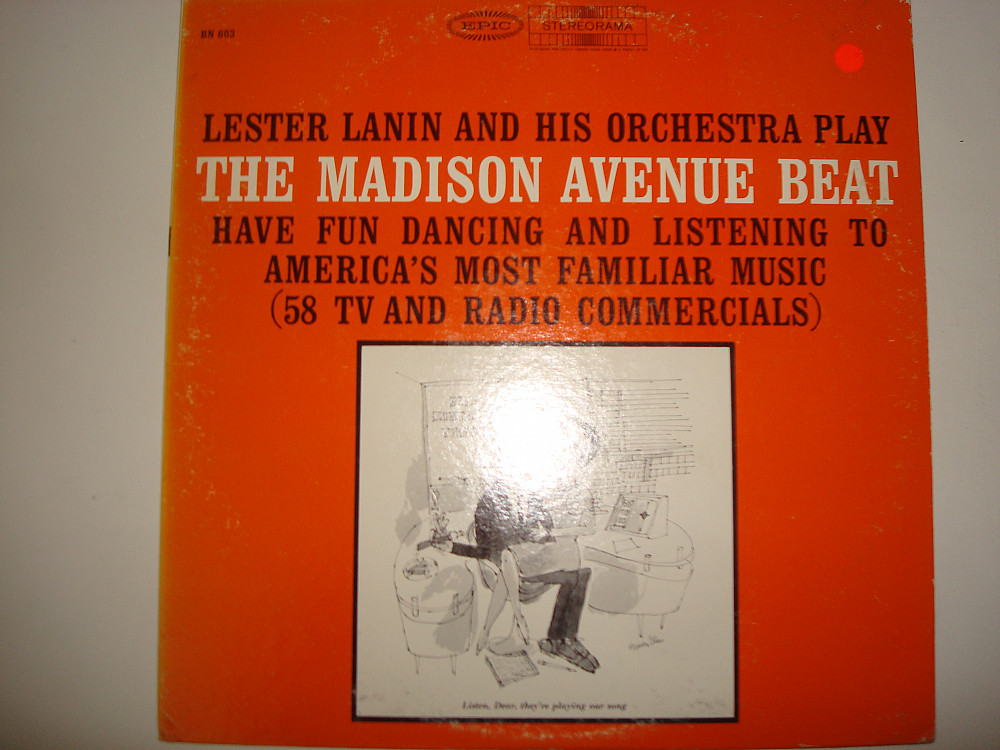 BN 603
EPIC
STEREORAMA
LESTER LANIN AND HIS ORCHESTRA PLAY
THE MADISON AVENUE BEAT
HAVE FUN DANCING AND LISTENING TO
AMERICA'S MOST FAMILIAR MUSIC
(58 TV AND RADIO COMMERCIALS)
Listen, Dear, they're playing our song